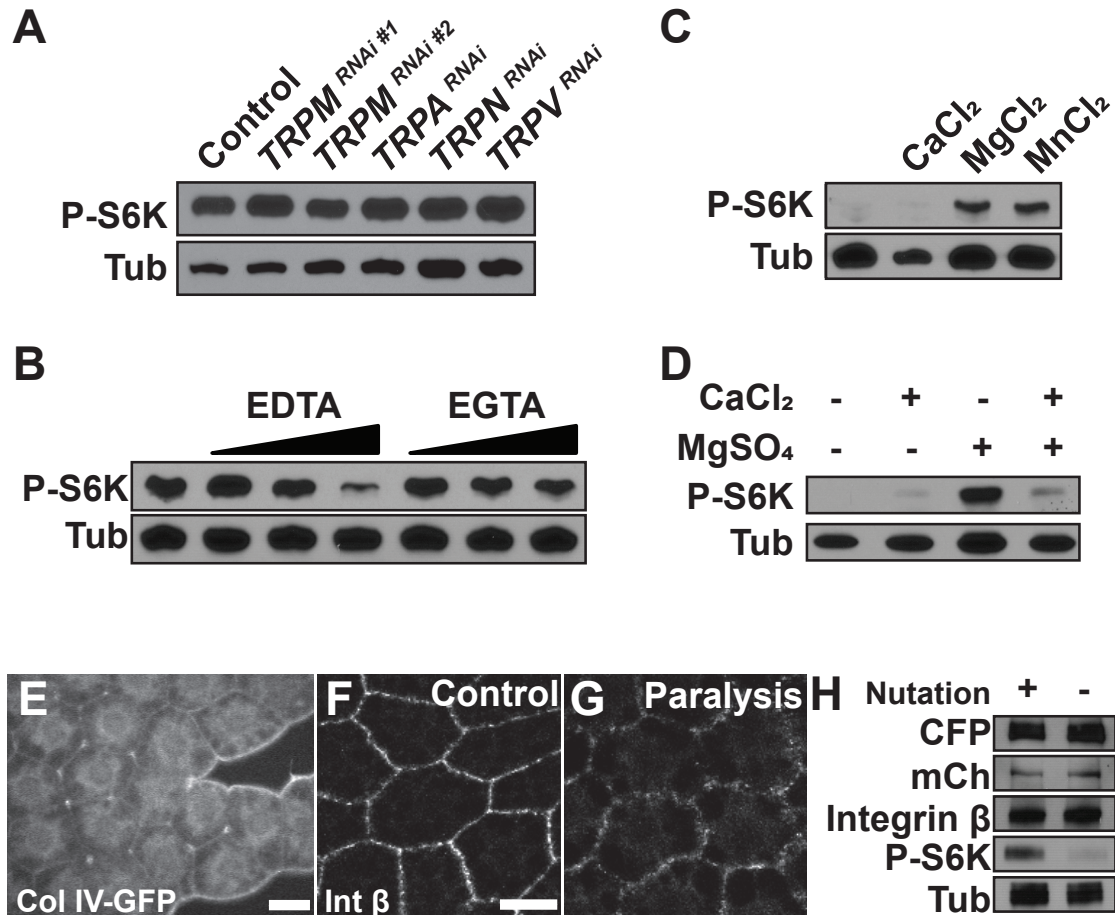 A
Control
TRPM RNAi #1
TRPM RNAi #2
TRPA RNAi
TRPN RNAi
TRPV RNAi
P-S6K
Tub
C
CaCl₂
MgCl₂
MnCl₂
P-S6K
Tub
B
EDTA
EGTA
P-S6K
Tub
D
CaCl₂ - + - +
MgSO₄ - - + +
P-S6K
Tub
E
Col IV-GFP
F
Control
Int β
G
Paralysis
H
Nutation + -
CFP
mCh
Integrin β
P-S6K
Tub